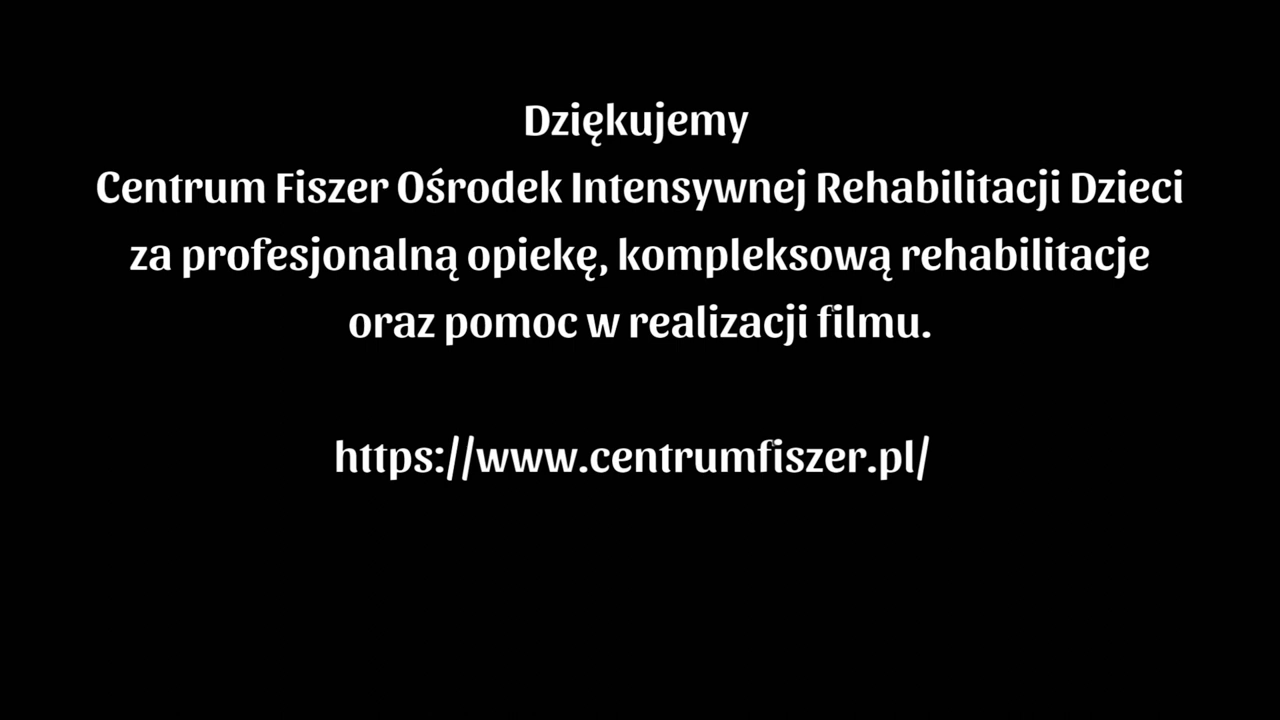 Dziękujemy
Centrum Fiszer Ośrodek Intensywnej Rehabilitacji Dzieci
za profesjonalną opiekę, kompleksową rehabilitacje
oraz pomoc w realizacji filmu.
https://www.centrumfiszer.pl/